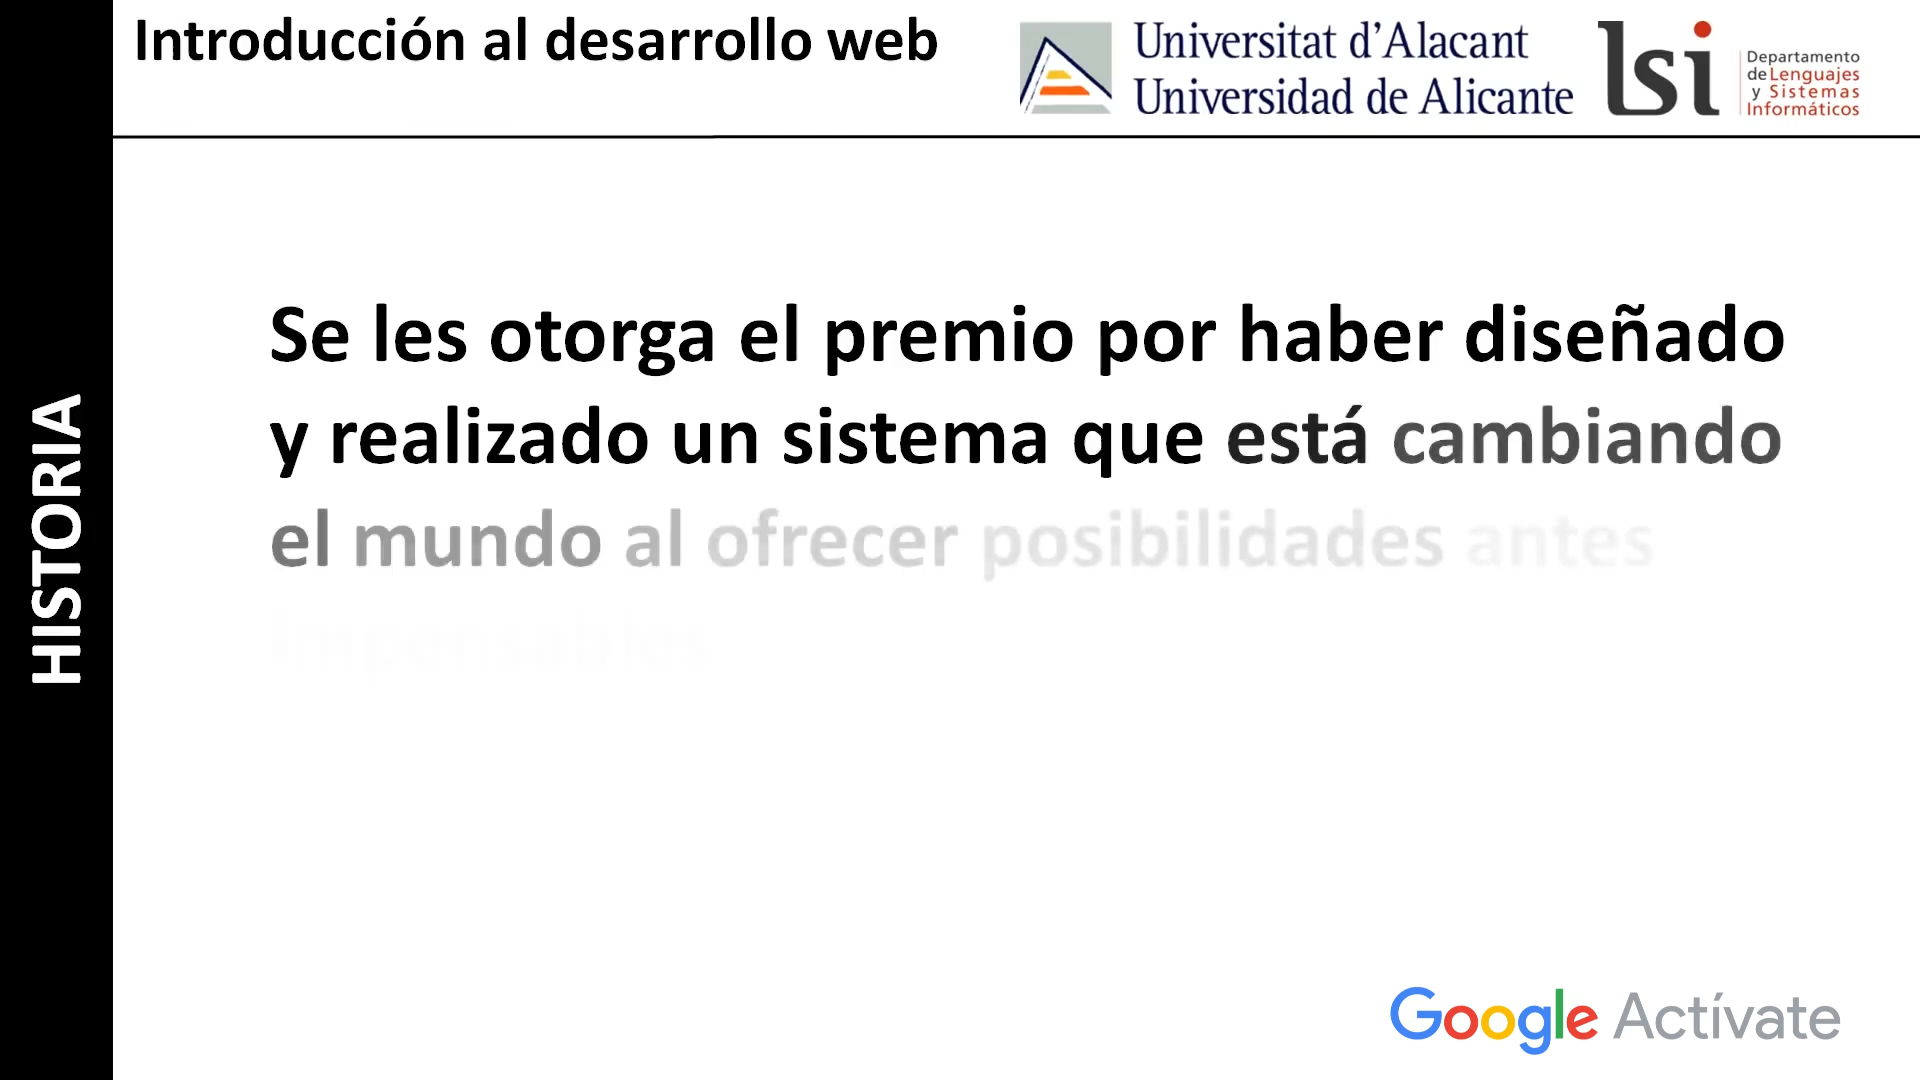 Introducción al desarrollo web
Universitat d’Alacant
Universidad de Alicante
lsi
Departamento
de Lenguajes
y Sistemas
Informáticos
HISTORIA
Se les otorga el premio por haber diseñado
y realizado un sistema que está cambiando
el mundo al ofrecer posibilidades antes
impensables
Google Actívate